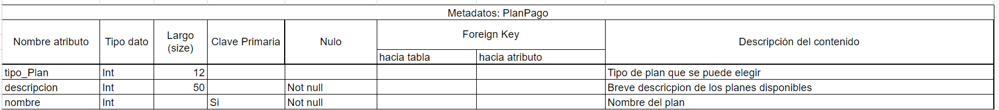 Metadatos: PlanPago
Nombre atributo Tipo dato Largo (size) Clave Primaria Nulo Foreign Key Descripción del contenido
hacia tabla hacia atributo
tipo_Plan Int 12 Tipo de plan que se puede elegir
descripcion Int 50 Not null Breve descricpion de los planes disponibles
nombre Int Si Not null Nombre del plan